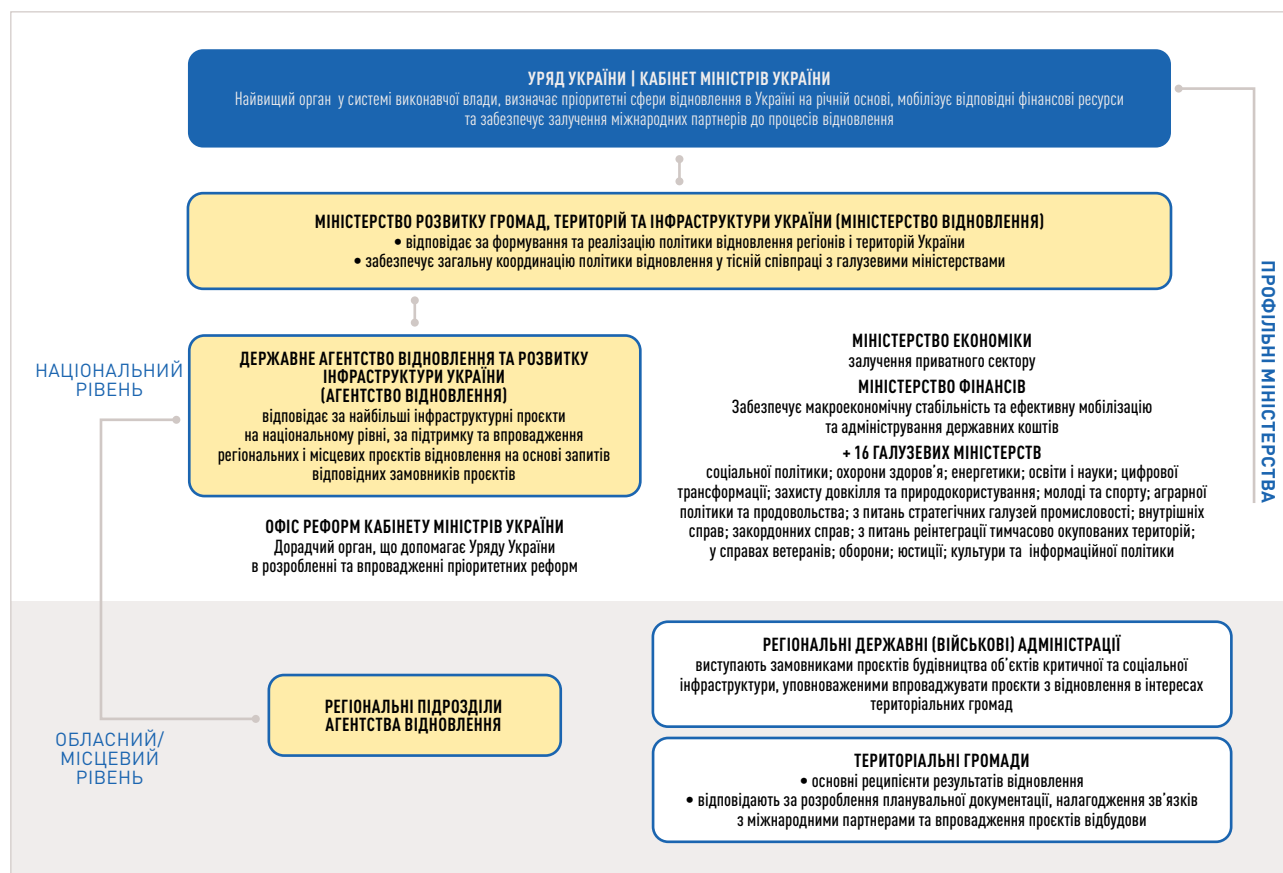 УРЯД УКРАЇНИ | КАБІНЕТ МІНІСТРІВ УКРАЇНИ
Найвищий орган у системі виконавчої влади, визначає пріоритетні сфери відновлення в Україні на річній основі, мобілізує відповідні фінансові ресурси
та забезпечує залучення міжнародних партнерів до процесів відновлення
МІНІСТЕРСТВО РОЗВИТКУ ГРОМАД, ТЕРИТОРІЙ ТА ІНФРАСТРУКТУРИ УКРАЇНИ (МІНІСТЕРСТВО ВІДНОВЛЕННЯ)
• відповідає за формування та реалізацію політики відновлення регіонів і територій України
• забезпечує загальну координацію політики відновлення у тісній співпраці з галузевими міністерствами
ПРОФІЛЬНІ МІНІСТЕРСТВА
НАЦІОНАЛЬНИЙ
РІВЕНЬ
ДЕРЖАВНЕ АГЕНТСТВО ВІДНОВЛЕННЯ ТА РОЗВИТКУ
ІНФРАСТРУКТУРИ УКРАЇНИ
(АГЕНТСТВО ВІДНОВЛЕННЯ)
відповідає за найбільші інфраструктурні проєкти
на національному рівні, за підтримку та впровадження
регіональних і місцевих проєктів відновлення на основі запитів
відповідних замовників проєктів
ОФІС РЕФОРМ КАБІНЕТУ МІНІСТРІВ УКРАЇНИ
Дорадчий орган, що допомагає Уряду України
в розробленні та впровадженні пріоритетних реформ
МІНІСТЕРСТВО ЕКОНОМІКИ
залучення приватного сектору
МІНІСТЕРСТВО ФІНАНСІВ
Забезпечує макроекономічну стабільність та ефективну мобілізацію
та адміністрування державних коштів
+ 16 ГАЛУЗЕВИХ МІНІСТЕРСТВ
соціальної політики; охорони здоров’я; енергетики; освіти і науки; цифрової
трансформації; захисту довкілля та природокористування; молоді та спорту; аграрної
політики та продовольства; з питань стратегічних галузей промисловості; внутрішніх
справ; закордонних справ; з питань реінтеграції тимчасово окупованих територій;
у справах ветеранів; оборони; юстиції; культури та інформаційної політики
ОБЛАСНИЙ/
МІСЦЕВИЙ
РІВЕНЬ
РЕГІОНАЛЬНІ ПІДРОЗДІЛИ
АГЕНТСТВА ВІДНОВЛЕННЯ
РЕГІОНАЛЬНІ ДЕРЖАВНІ (ВІЙСЬКОВІ) АДМІНІСТРАЦІЇ
виступають замовниками проєктів будівництва об’єктів критичної та соціальної
інфраструктури, уповноваженими впроваджувати проєкти з відновлення в інтересах
територіальних громад
ТЕРИТОРІАЛЬНІ ГРОМАДИ
• основні реципієнти результатів відновлення
• відповідають за розроблення планувальної документації, налагодження зв’язків
з міжнародними партнерами та впровадження проєктів відбудови